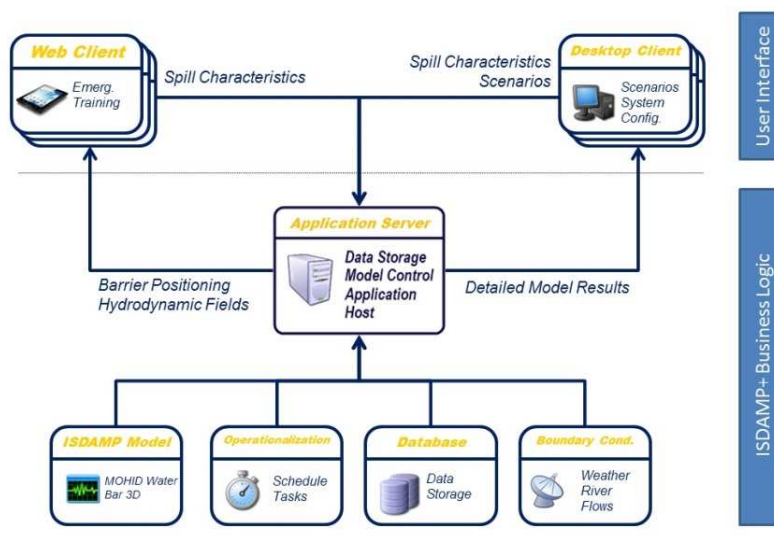 Web Client
Emerg.
Training
Spill Characteristics
Spill Characteristics
Scenarios
Desktop Client
Scenarios
System
Config.
User Interface
Application Server
Data Storage
Model Control
Application
Host
Barrier Positioning
Hydrodynamic Fields
Detailed Model Results
ISDAMP+ Business Logic
ISDAMP Model
MOHID Water
Bar 3D
Operationalization
Schedule
Tasks
Database
Data
Storage
Boundary Cond.
Weather
River
Flows